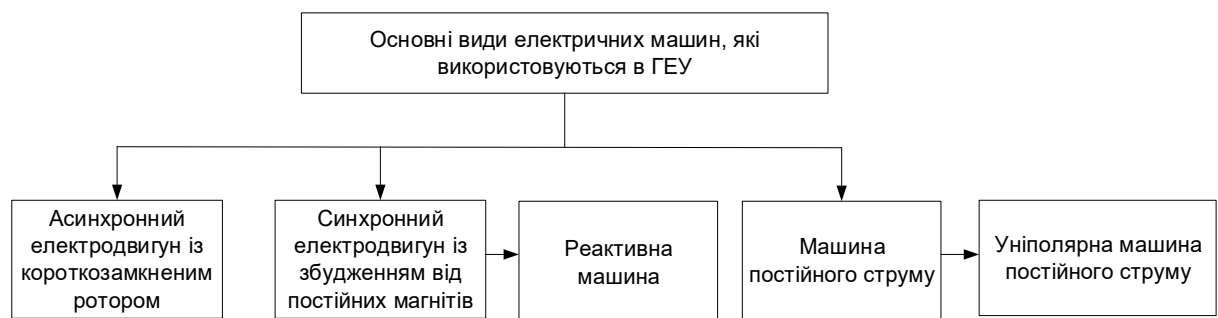 Основні види електричних машин, які
використовуються в ГЕУ
Асинхронний
електродвигун із
короткозамкненим
ротором
Синхронний
електродвигун із
збудженням від
постійних магнітів
Реактивна
машина
Машина
постійного струму
Уніполярна машина
постійного струму